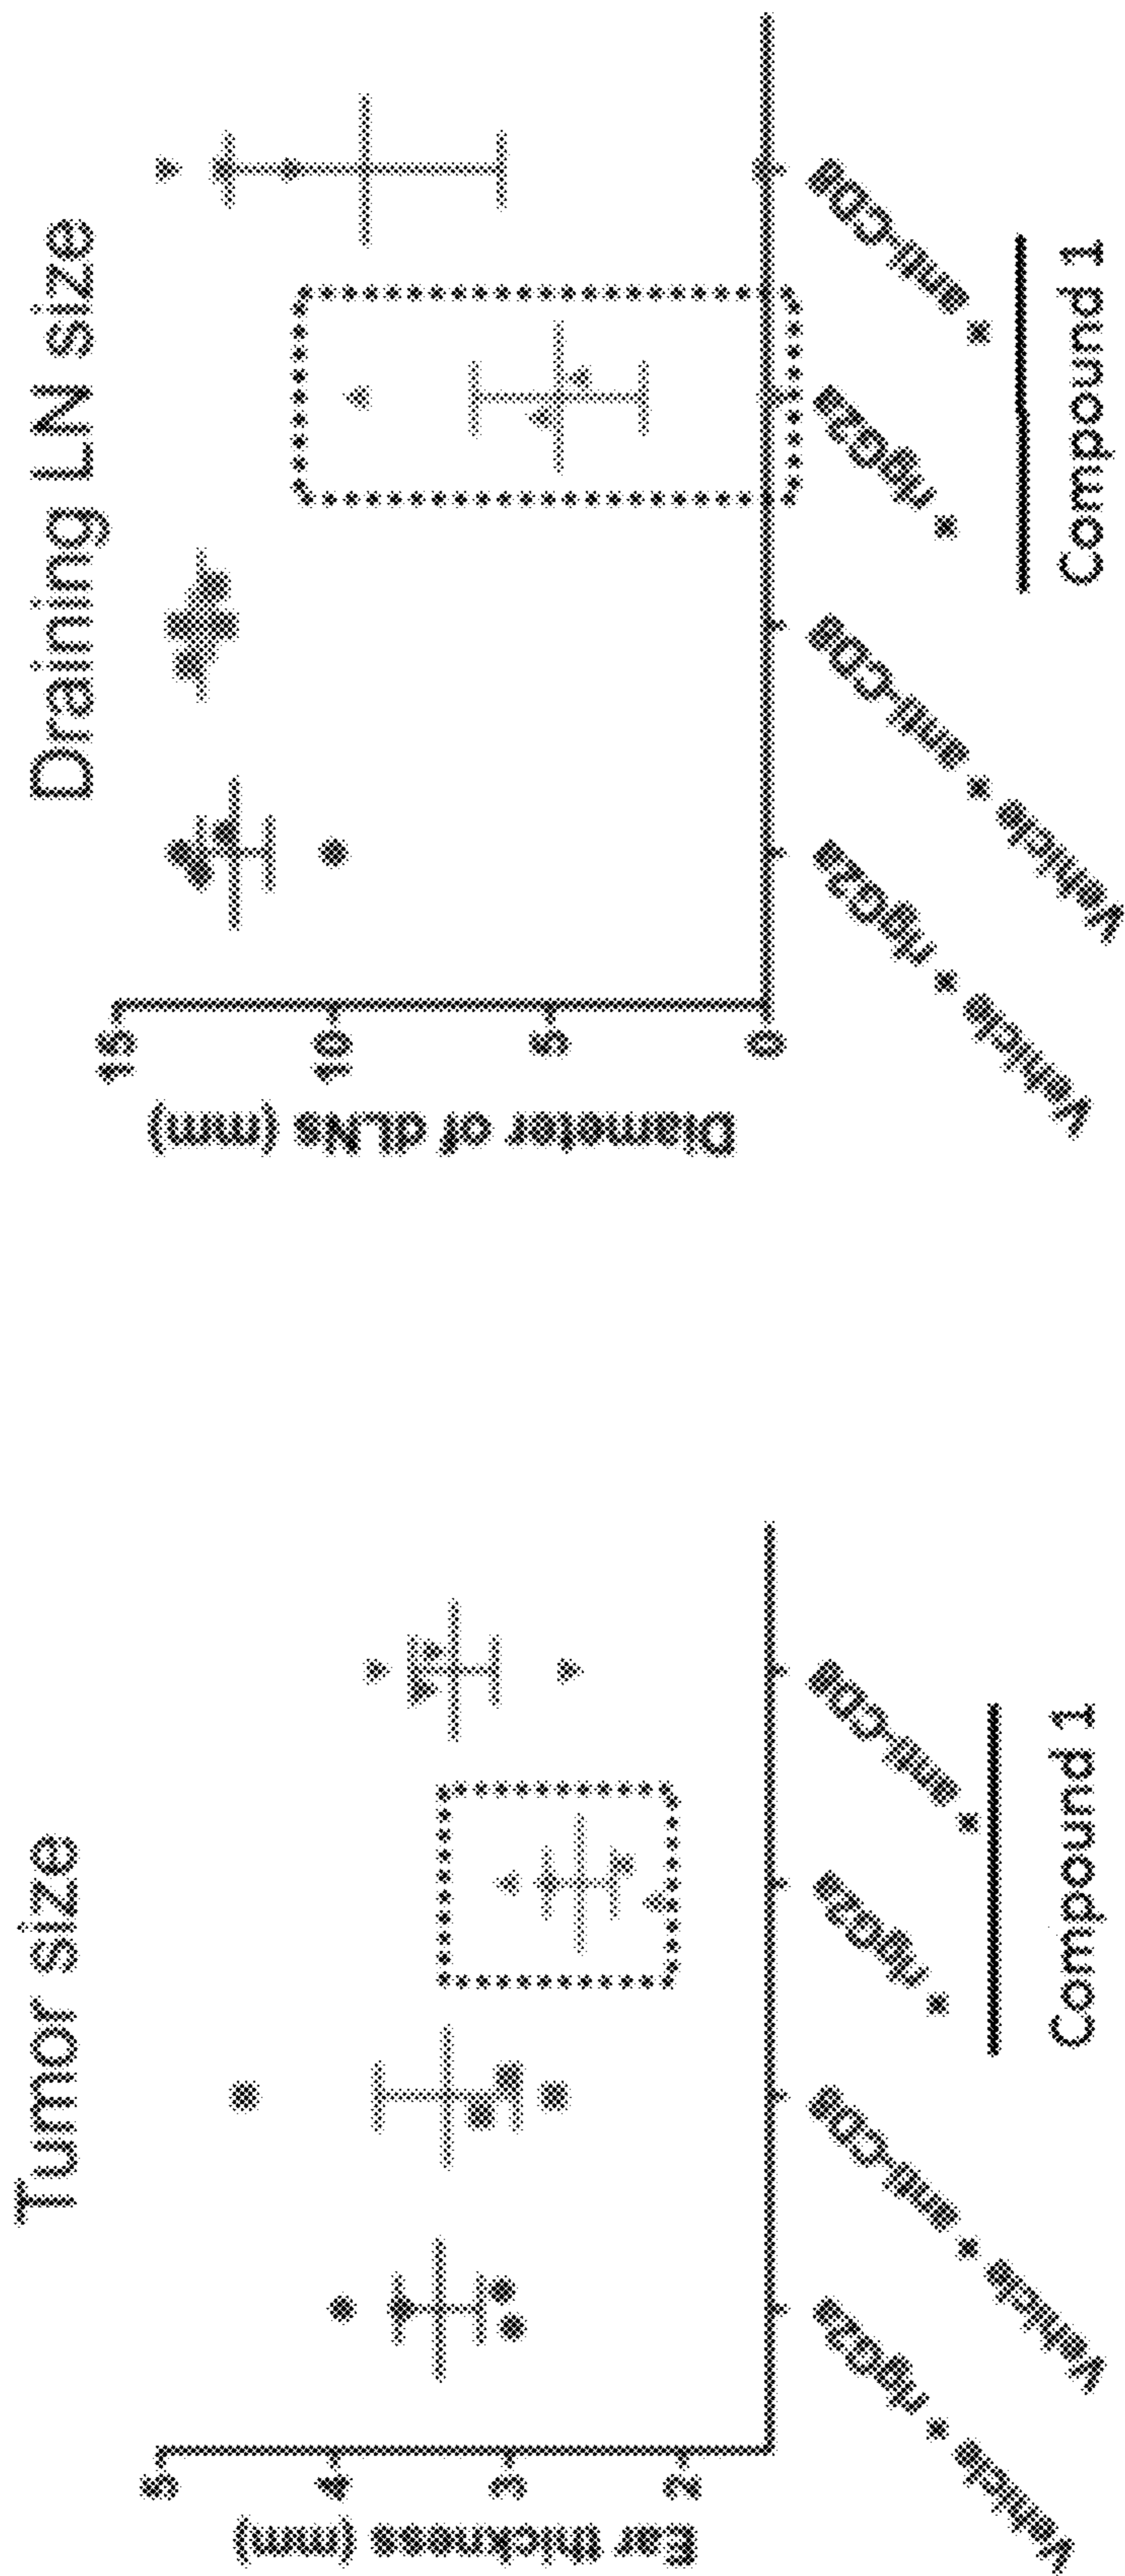 Tumor size
Ear thickness (mm)
5
4
3
2
Vehicle + rIgG2a
Vehicle + anti-CD8
+ rIgG2a
+ anti-CD8
Compound 1
Draining LN size
Diameter of dLNs (mm)
15
10
5
0
Vehicle + rIgG2a
Vehicle + anti-CD8
+ rIgG2a
+ anti-CD8
Compound 1